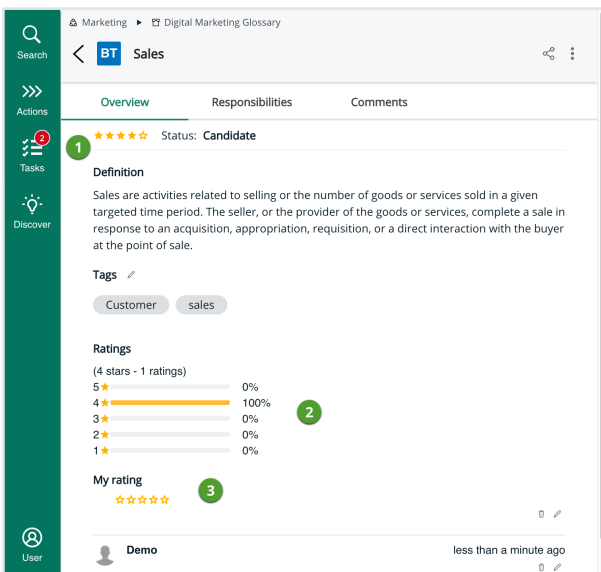 Marketing ▸ Digital Marketing Glossary
Search
BT Sales
Actions
Overview Responsibilities Comments
2
Tasks
1 Status: Candidate
Definition
Sales are activities related to selling or the number of goods or services sold in a given
targeted time period. The seller, or the provider of the goods or services, complete a sale in
response to an acquisition, appropriation, requisition, or a direct interaction with the buyer
at the point of sale.
Discover
Tags
Customer sales
Ratings
(4 stars - 1 ratings)
5 0%
4 100%
2
3 0%
2 0%
1 0%
My rating
3
User
Demo less than a minute ago